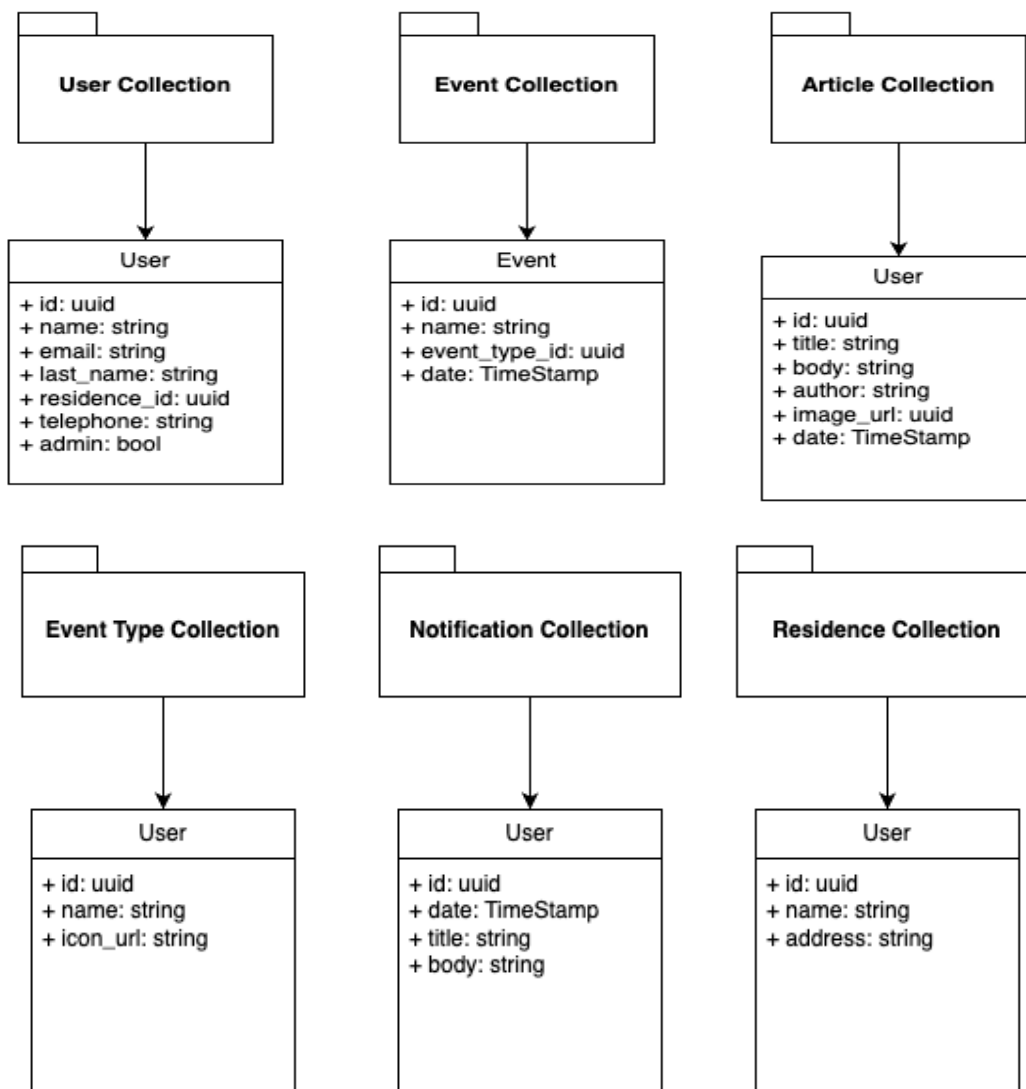 User Collection
Event Collection
Article Collection
User
+ id: uuid
+ name: string
+ email: string
+ last_name: string
+ residence_id: uuid
+ telephone: string
+ admin: bool
Event
+ id: uuid
+ name: string
+ event_type_id: uuid
+ date: TimeStamp
User
+ id: uuid
+ title: string
+ body: string
+ author: string
+ image_url: uuid
+ date: TimeStamp
Event Type Collection
Notification Collection
Residence Collection
User
+ id: uuid
+ name: string
+ icon_url: string
User
+ id: uuid
+ date: TimeStamp
+ title: string
+ body: string
User
+ id: uuid
+ name: string
+ address: string